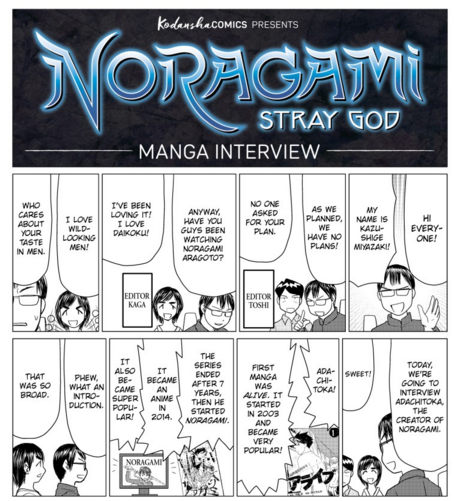 Kodansha COMICS PRESENTS
NORAGAMI
STRAY GOD
MANGA INTERVIEW
HI
EVERY-
ONE!
MY
NAME IS
KAZU-
SHIGE
MIYAZAKI!
AS WE
PLANNED,
WE
HAVE NO
PLANS!
NO ONE
ASKED
FOR YOUR
PLAN.
EDITOR
TOSHI
ANYWAY,
HAVE YOU
GUYS BEEN
WATCHING
NORAGAMI
ARAGOTO?
I'VE BEEN
LOVING IT!
I LOVE
DAIKOKU!
EDITOR
KAGA
I LOVE
WILD-
LOOKING
MEN!
WHO
CARES
ABOUT
YOUR
TASTE
IN MEN.
TODAY,
WE'RE
GOING TO
INTERVIEW
ADACHITOKA,
THE
CREATOR OF
NORAGAMI.
SWEET!
ADA-
CHI-
TOKA!
FIRST
MANGA
WAS
ALIVE. IT
STARTED
IN 2003
AND
BECAME
VERY
POPULAR!
アライブ
1
THE
SERIES
ENDED
AFTER 7
YEARS,
THEN HE
STARTED
NORAGAMI.
IT
BECAME
AN
ANIME IN
2014.
IT
ALSO
BE-
CAME
SUPER
POPU-
LAR!
NORAGAMI
PHEW,
WHAT AN
INTRO-
DUCTION.
THAT
WAS SO
BROAD.